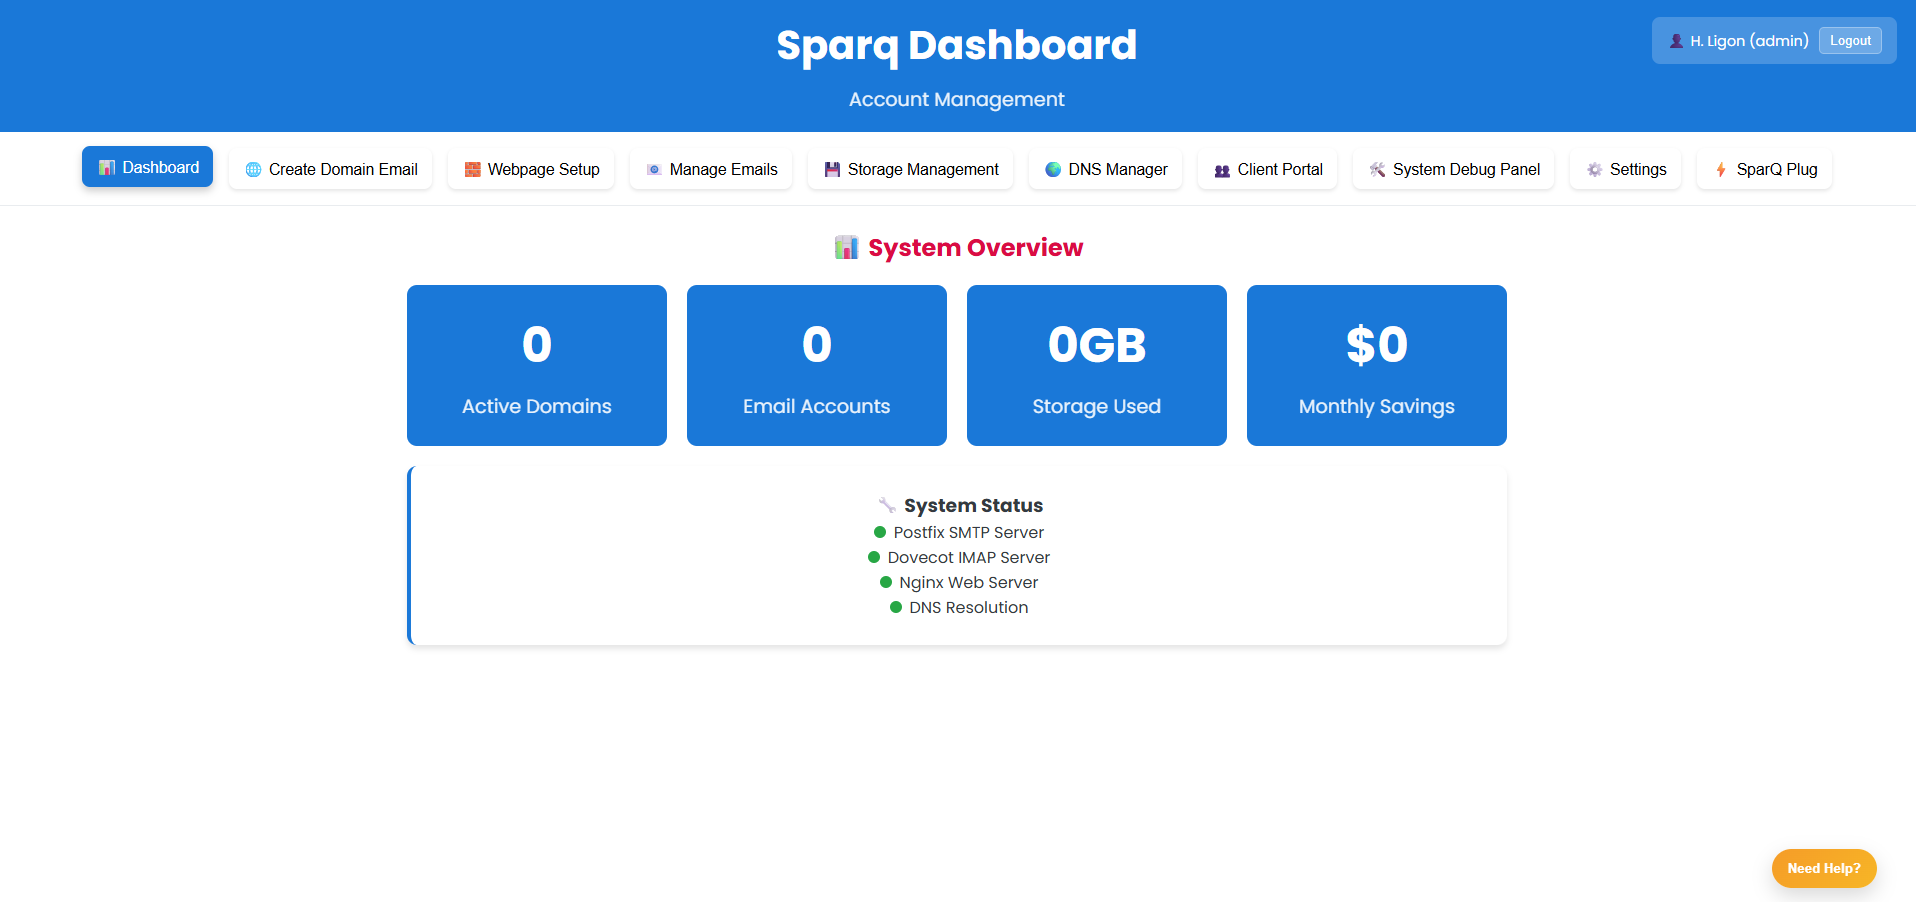 Sparq Dashboard
Account Management
H. Ligon (admin) Logout
Dashboard
Create Domain Email
Webpage Setup
Manage Emails
Storage Management
DNS Manager
Client Portal
System Debug Panel
Settings
SparQ Plug
System Overview
0
Active Domains
0
Email Accounts
0GB
Storage Used
$0
Monthly Savings
System Status
Postfix SMTP Server
Dovecot IMAP Server
Nginx Web Server
DNS Resolution
Need Help?